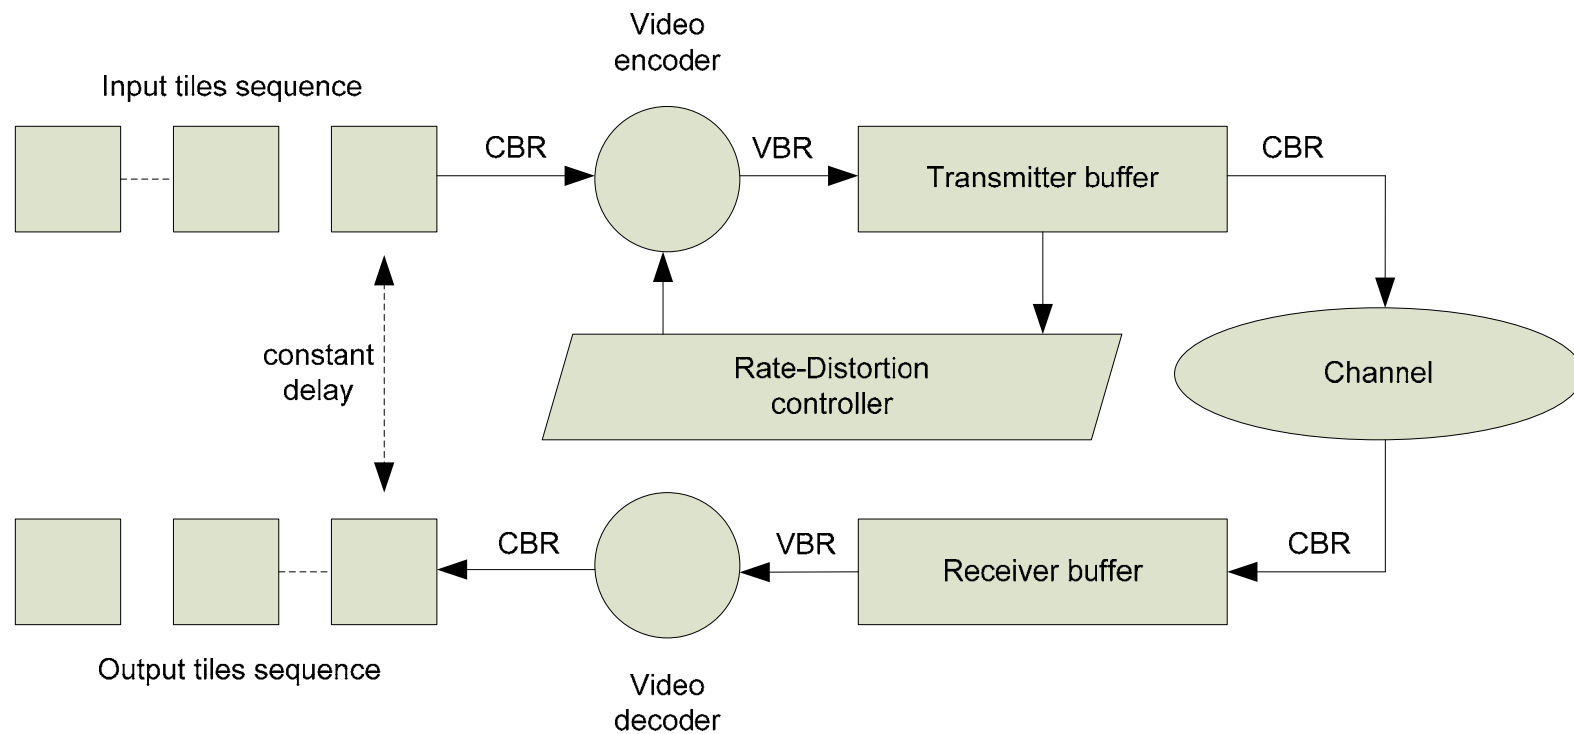 Video
encoder
Input tiles sequence
CBR
VBR
CBR
Transmitter buffer
constant
delay
Rate-Distortion
controller
Channel
CBR
VBR
CBR
Receiver buffer
Output tiles sequence
Video
decoder